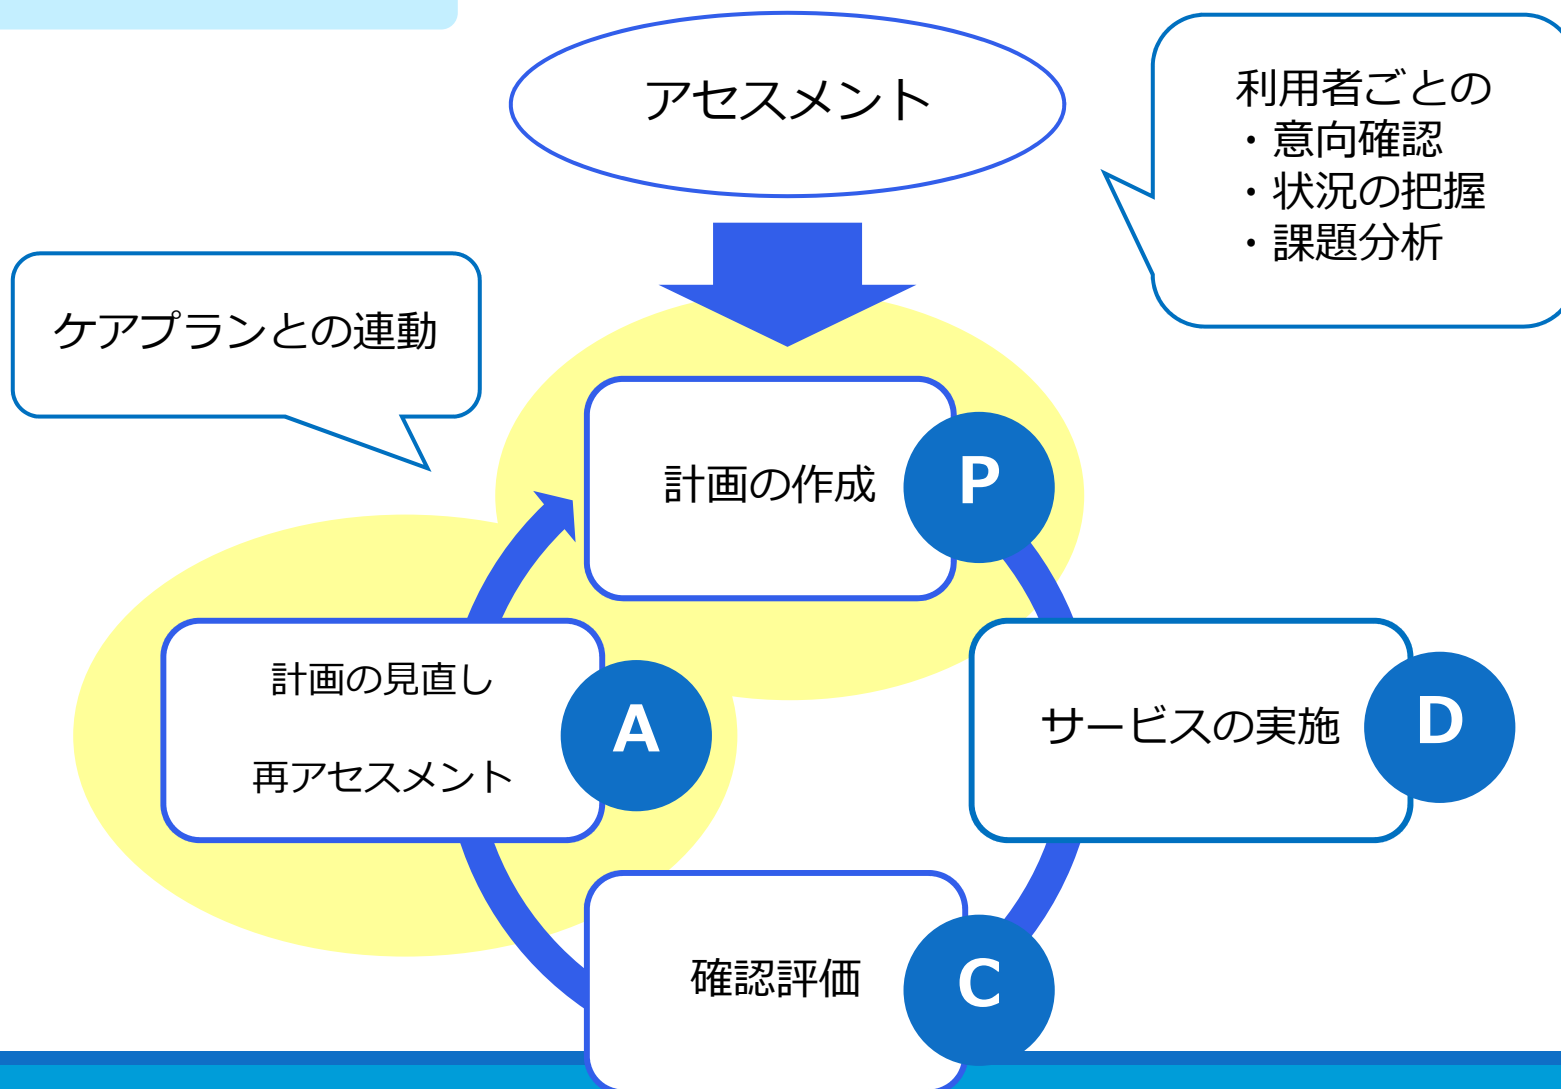 アセスメント
利用者ごとの
・意向確認
・状況の把握
・課題分析
ケアプランとの連動
計画の作成
P
計画の見直し
再アセスメント
A
サービスの実施
D
確認評価
C